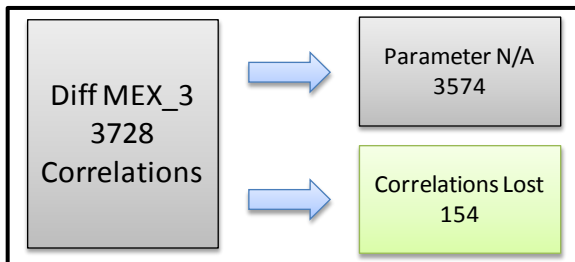 Diff MEX_3
3728
Correlations
Parameter N/A
3574
Correlations Lost
154